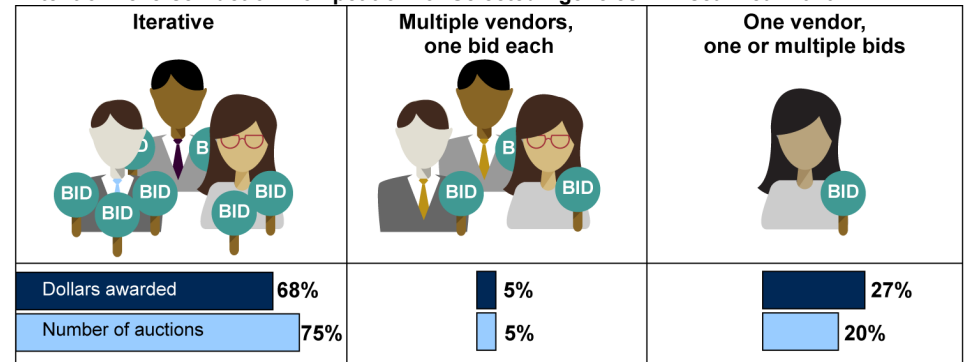 Iterative
Multiple vendors,
one bid each
One vendor,
one or multiple bids
D
B
BID
BID
BID
BID
BID
B
BID
BID
BID
Dollars awarded
68%
5%
27%
Number of auctions
75%
5%
20%